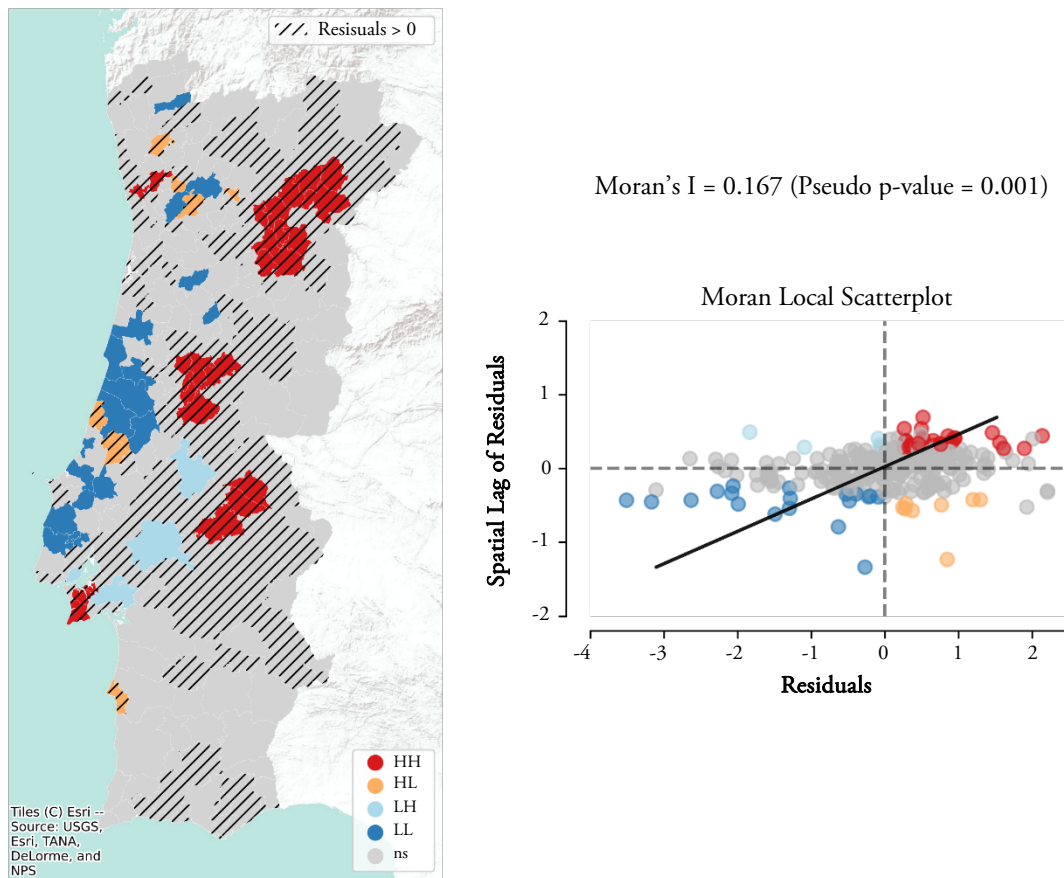 Resisuals > 0
HH
HL
LH
LL
ns
Tiles (C) Esri --
Source: USGS,
Esri, TANA,
DeLorme, and
NPS
Moran's I = 0.167 (Pseudo p-value = 0.001)
Moran Local Scatterplot
2
1
0
-1
-2
Spatial Lag of Residuals
-4 -3 -2 -1 0 1 2
Residuals